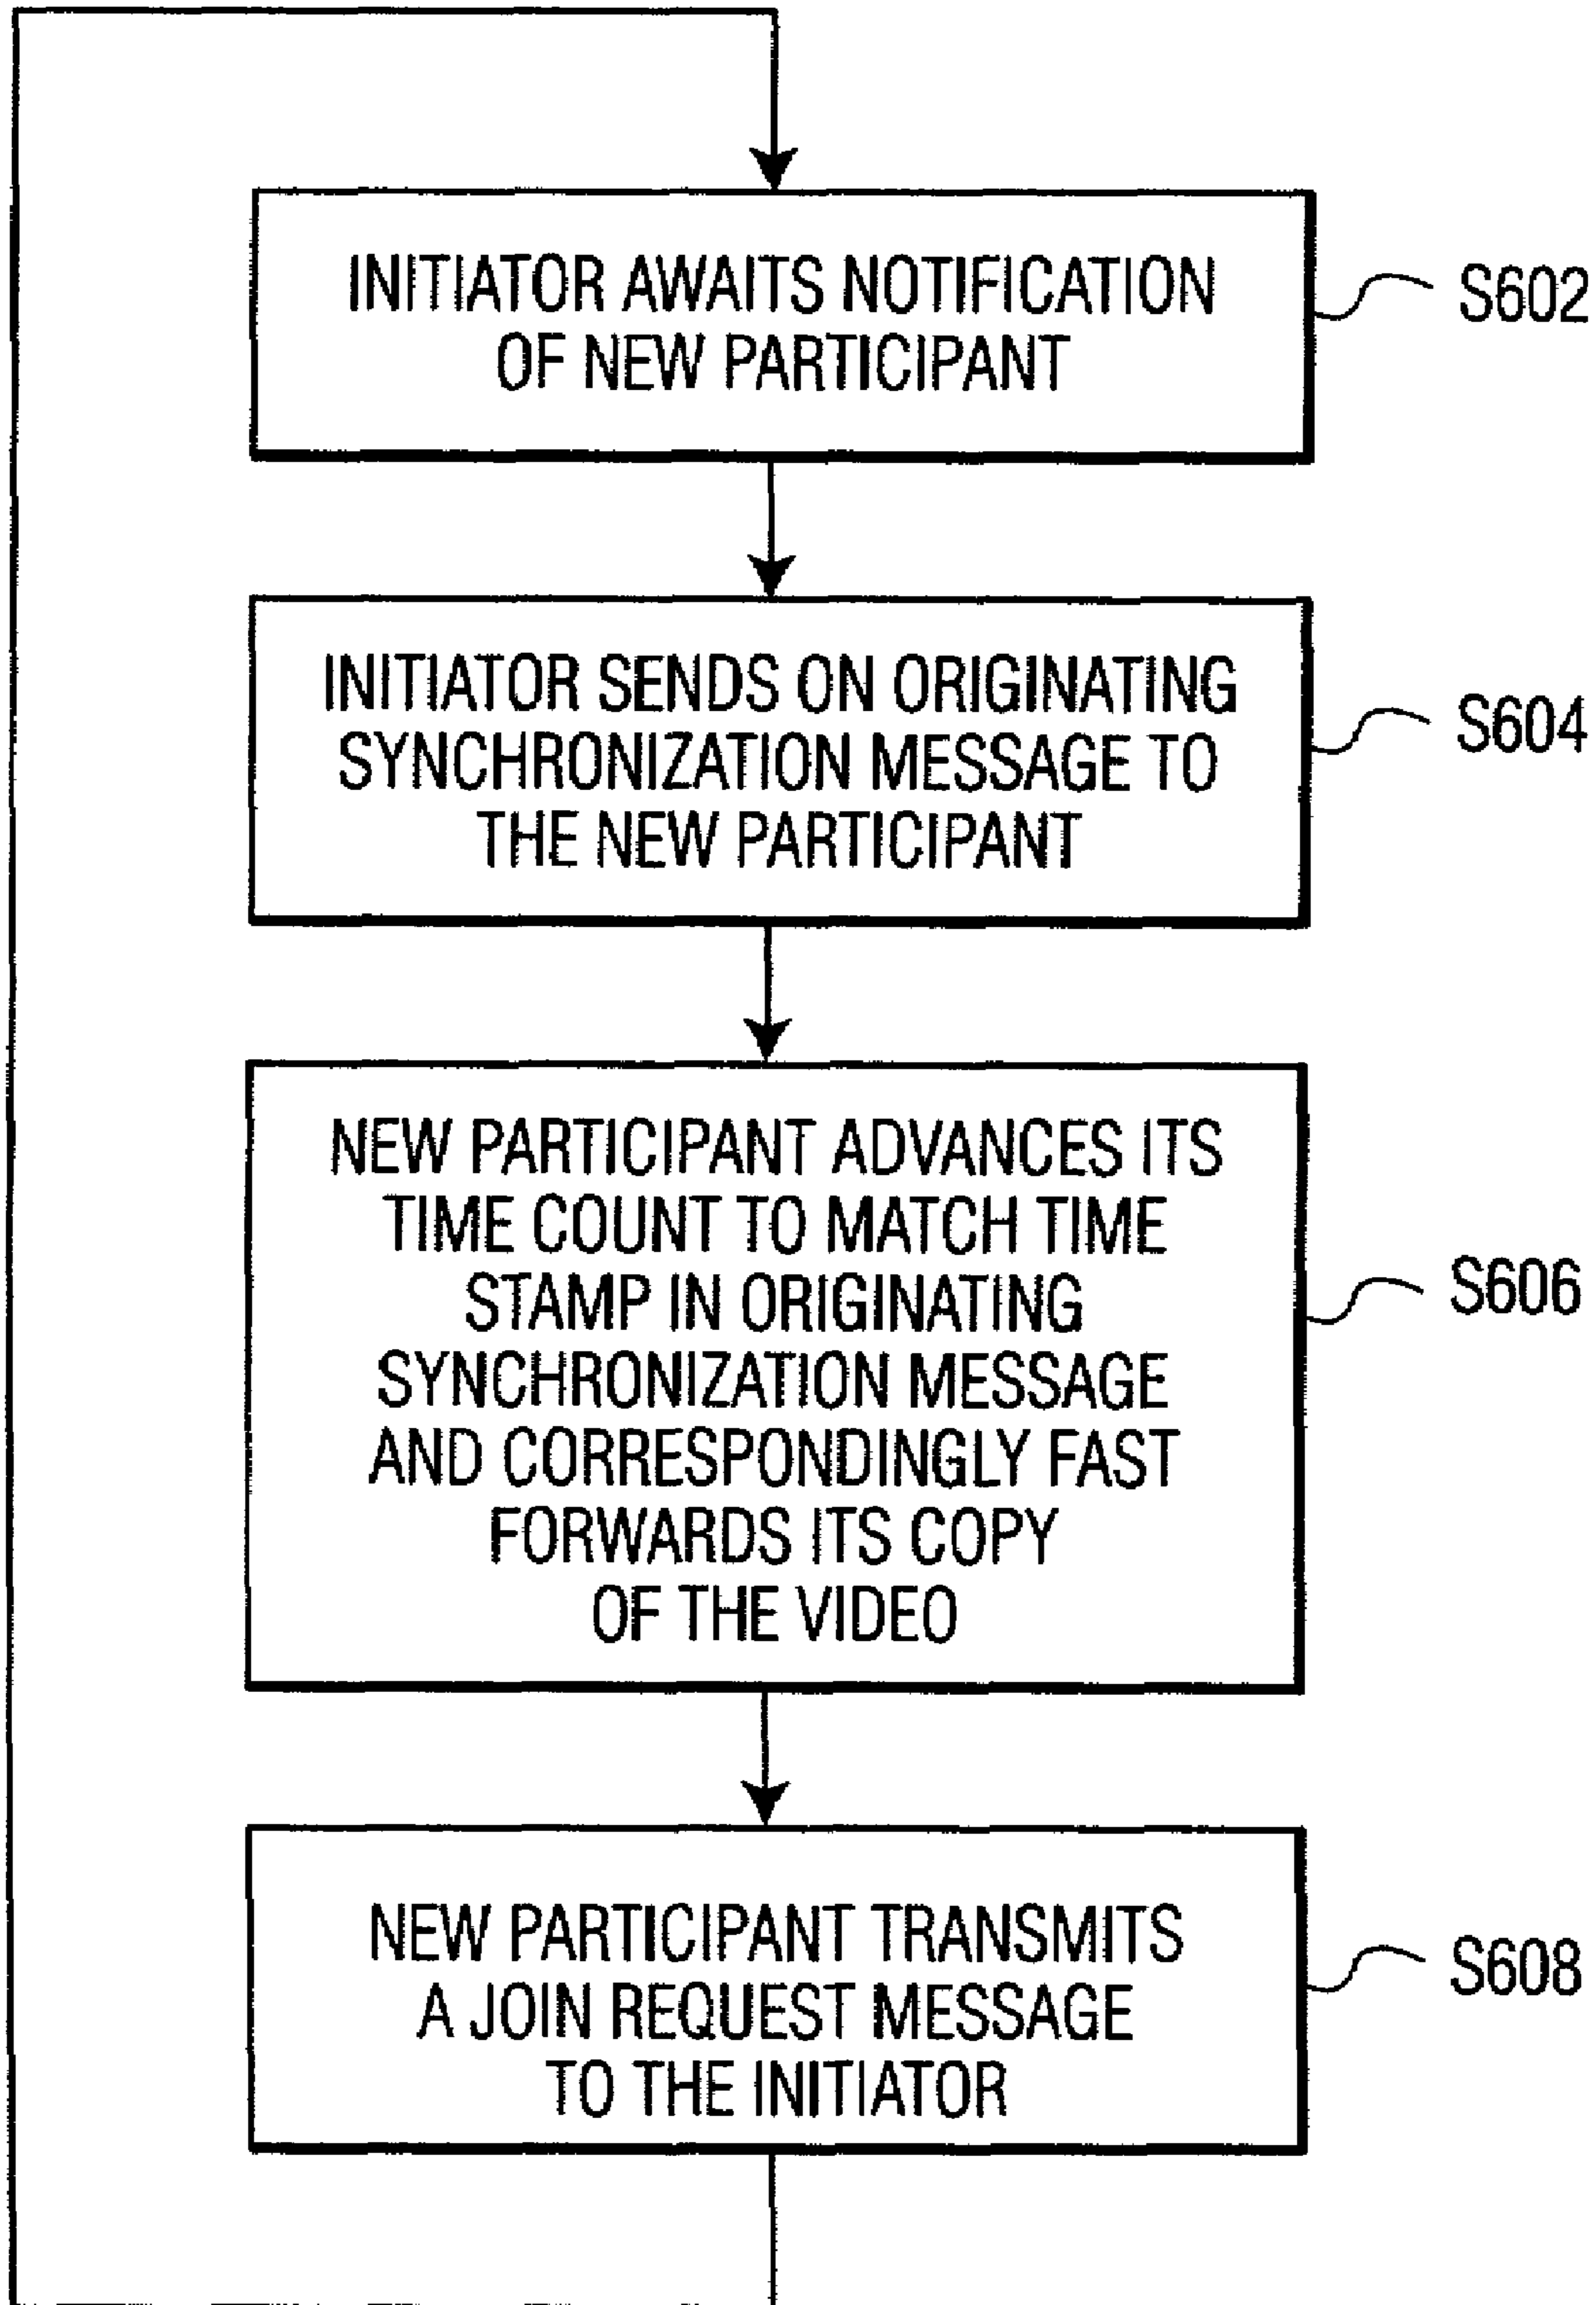 INITIATOR AWAITS NOTIFICATION
OF NEW PARTICIPANT
S602
INITIATOR SENDS ON ORIGINATING
SYNCHRONIZATION MESSAGE TO
THE NEW PARTICIPANT
S604
NEW PARTICIPANT ADVANCES ITS
TIME COUNT TO MATCH TIME
STAMP IN ORIGINATING
SYNCHRONIZATION MESSAGE
AND CORRESPONDINGLY FAST
FORWARDS ITS COPY
OF THE VIDEO
S606
NEW PARTICIPANT TRANSMITS
A JOIN REQUEST MESSAGE
TO THE INITIATOR
S608